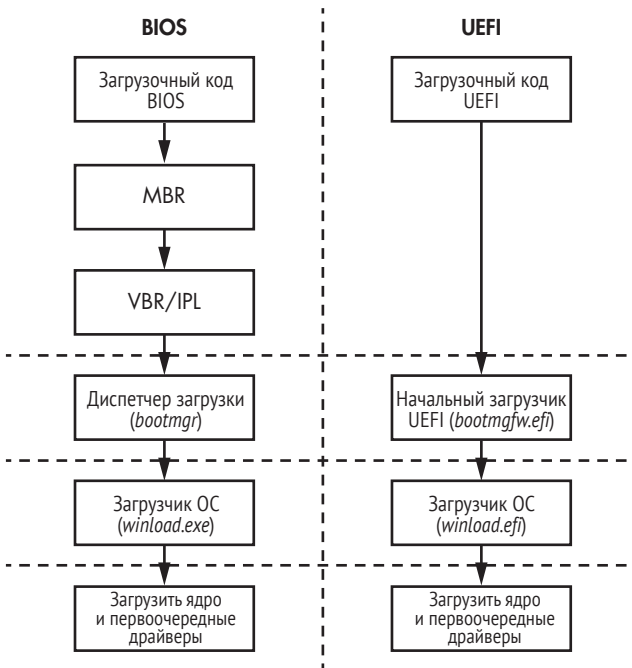 BIOS
UEFI
Загрузочный код
BIOS
Загрузочный код
UEFI
MBR
VBR/IPL
Диспетчер загрузки
(bootmgr)
Начальный загрузчик
UEFI (bootmgfw.efi)
Загрузчик ОС
(winload.exe)
Загрузчик ОС
(winload.efi)
Загрузить ядро
и первоочередные
драйверы
Загрузить ядро
и первоочередные
драйверы